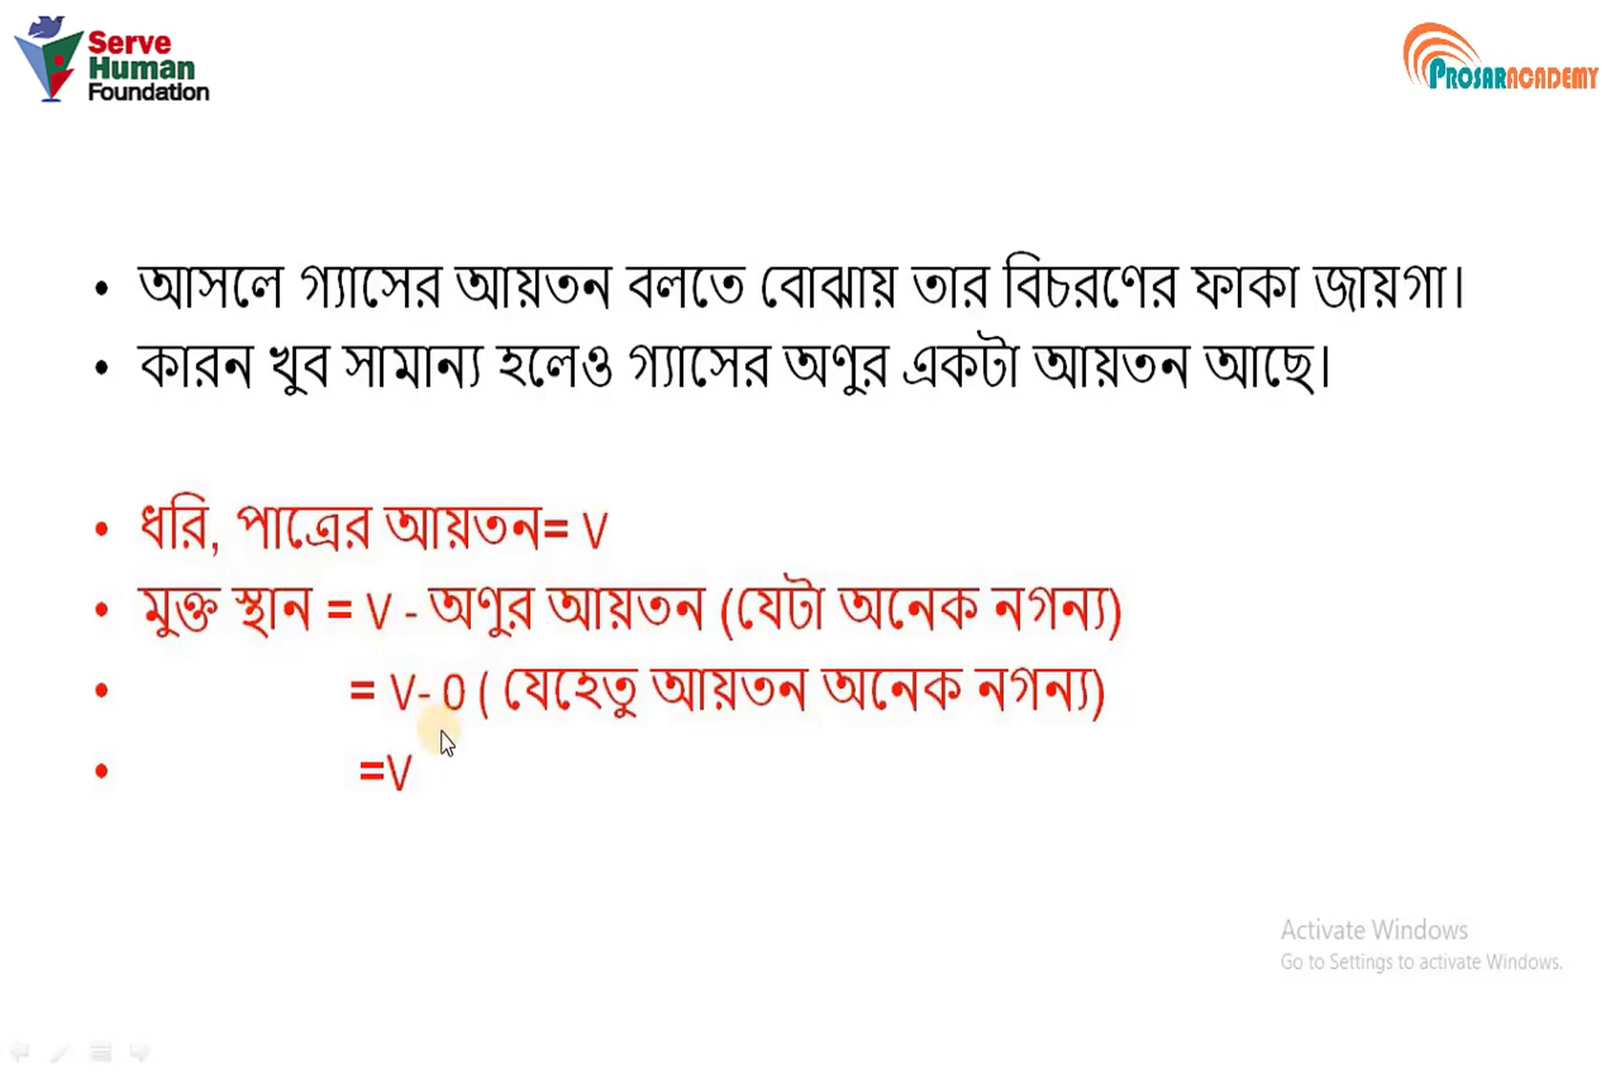 Serve
Human
Foundation
PROSARACADEMY
• আসলে গ্যাসের আয়তন বলতে বোঝায় তার বিচরণের ফাকা জায়গা।
• কারন খুব সামান্য হলেও গ্যাসের অণুর একটা আয়তন আছে।
• ধরি, পাত্রের আয়তন= V
• মুক্ত স্থান = V - অণুর আয়তন (যেটা অনেক নগন্য)
• = V- 0 ( যেহেতু আয়তন অনেক নগন্য)
• =V
Activate Windows
Go to Settings to activate Windows.